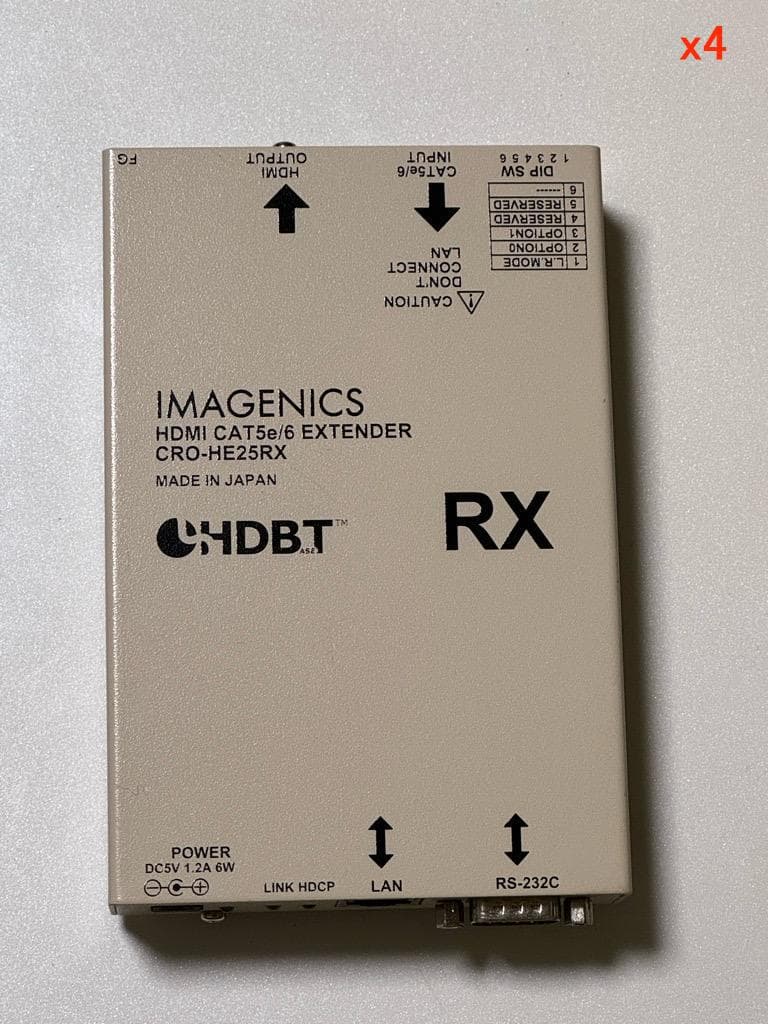 x4
FG
HDMI
OUTPUT
CAT5e/6
INPUT
DIP SW
1 2 3 4 5 6
1 L.R.MODE
2 OPTION0
3 OPTION1
4 RESERVED
5 RESERVED
6 ------
CAUTION
DON'T
CONNECT
LAN
IMAGENICS
HDMI CAT5e/6 EXTENDER
CRO-HE25RX
MADE IN JAPAN
HDBT™
ASE
RX
POWER
DC5V 1.2A 6W
LINK HDCP
LAN
RS-232C